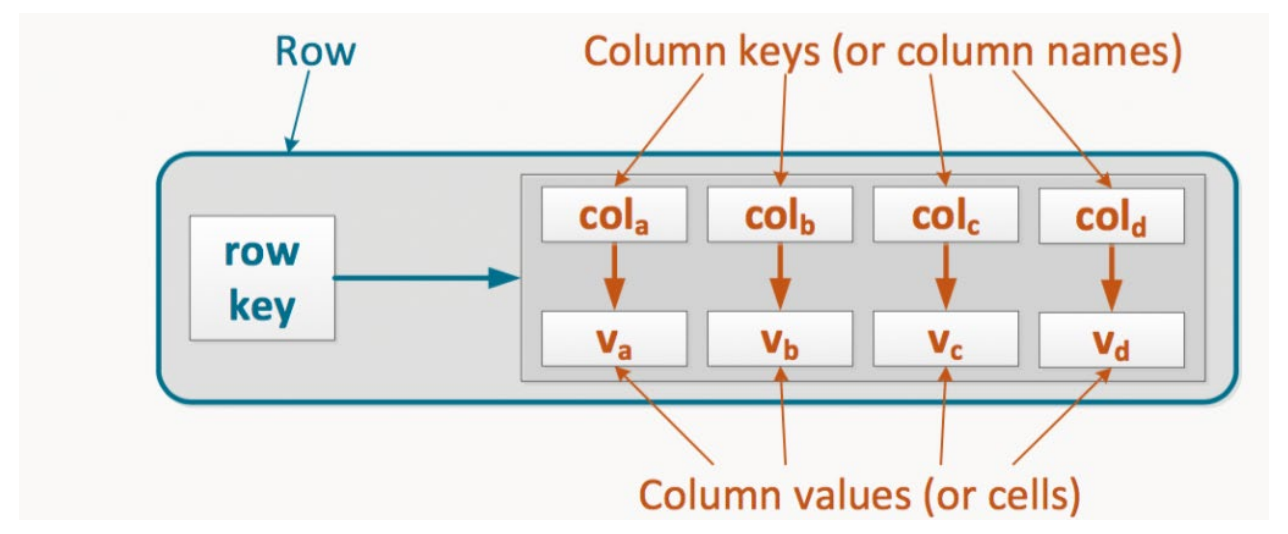 Row
Column keys (or column names)
row
key
col_a
col_b
col_c
col_d
v_a
v_b
v_c
v_d
Column values (or cells)